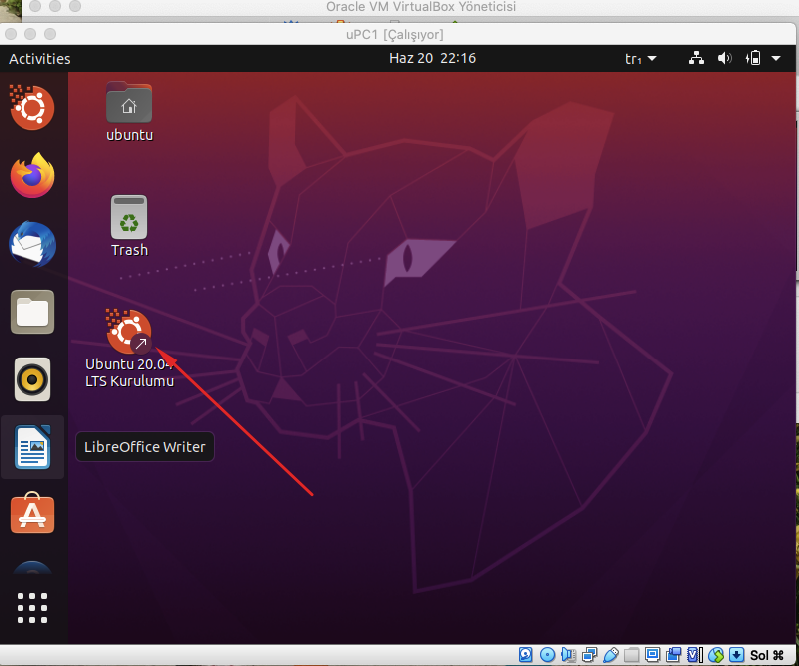 Oracle VM VirtualBox Yöneticisi
uPC1 [Çalışıyor]
Activities
Haz 20 22:16
tr₁
ubuntu
Trash
Ubuntu 20.04
LTS Kurulumu
LibreOffice Writer
Sol ⌘